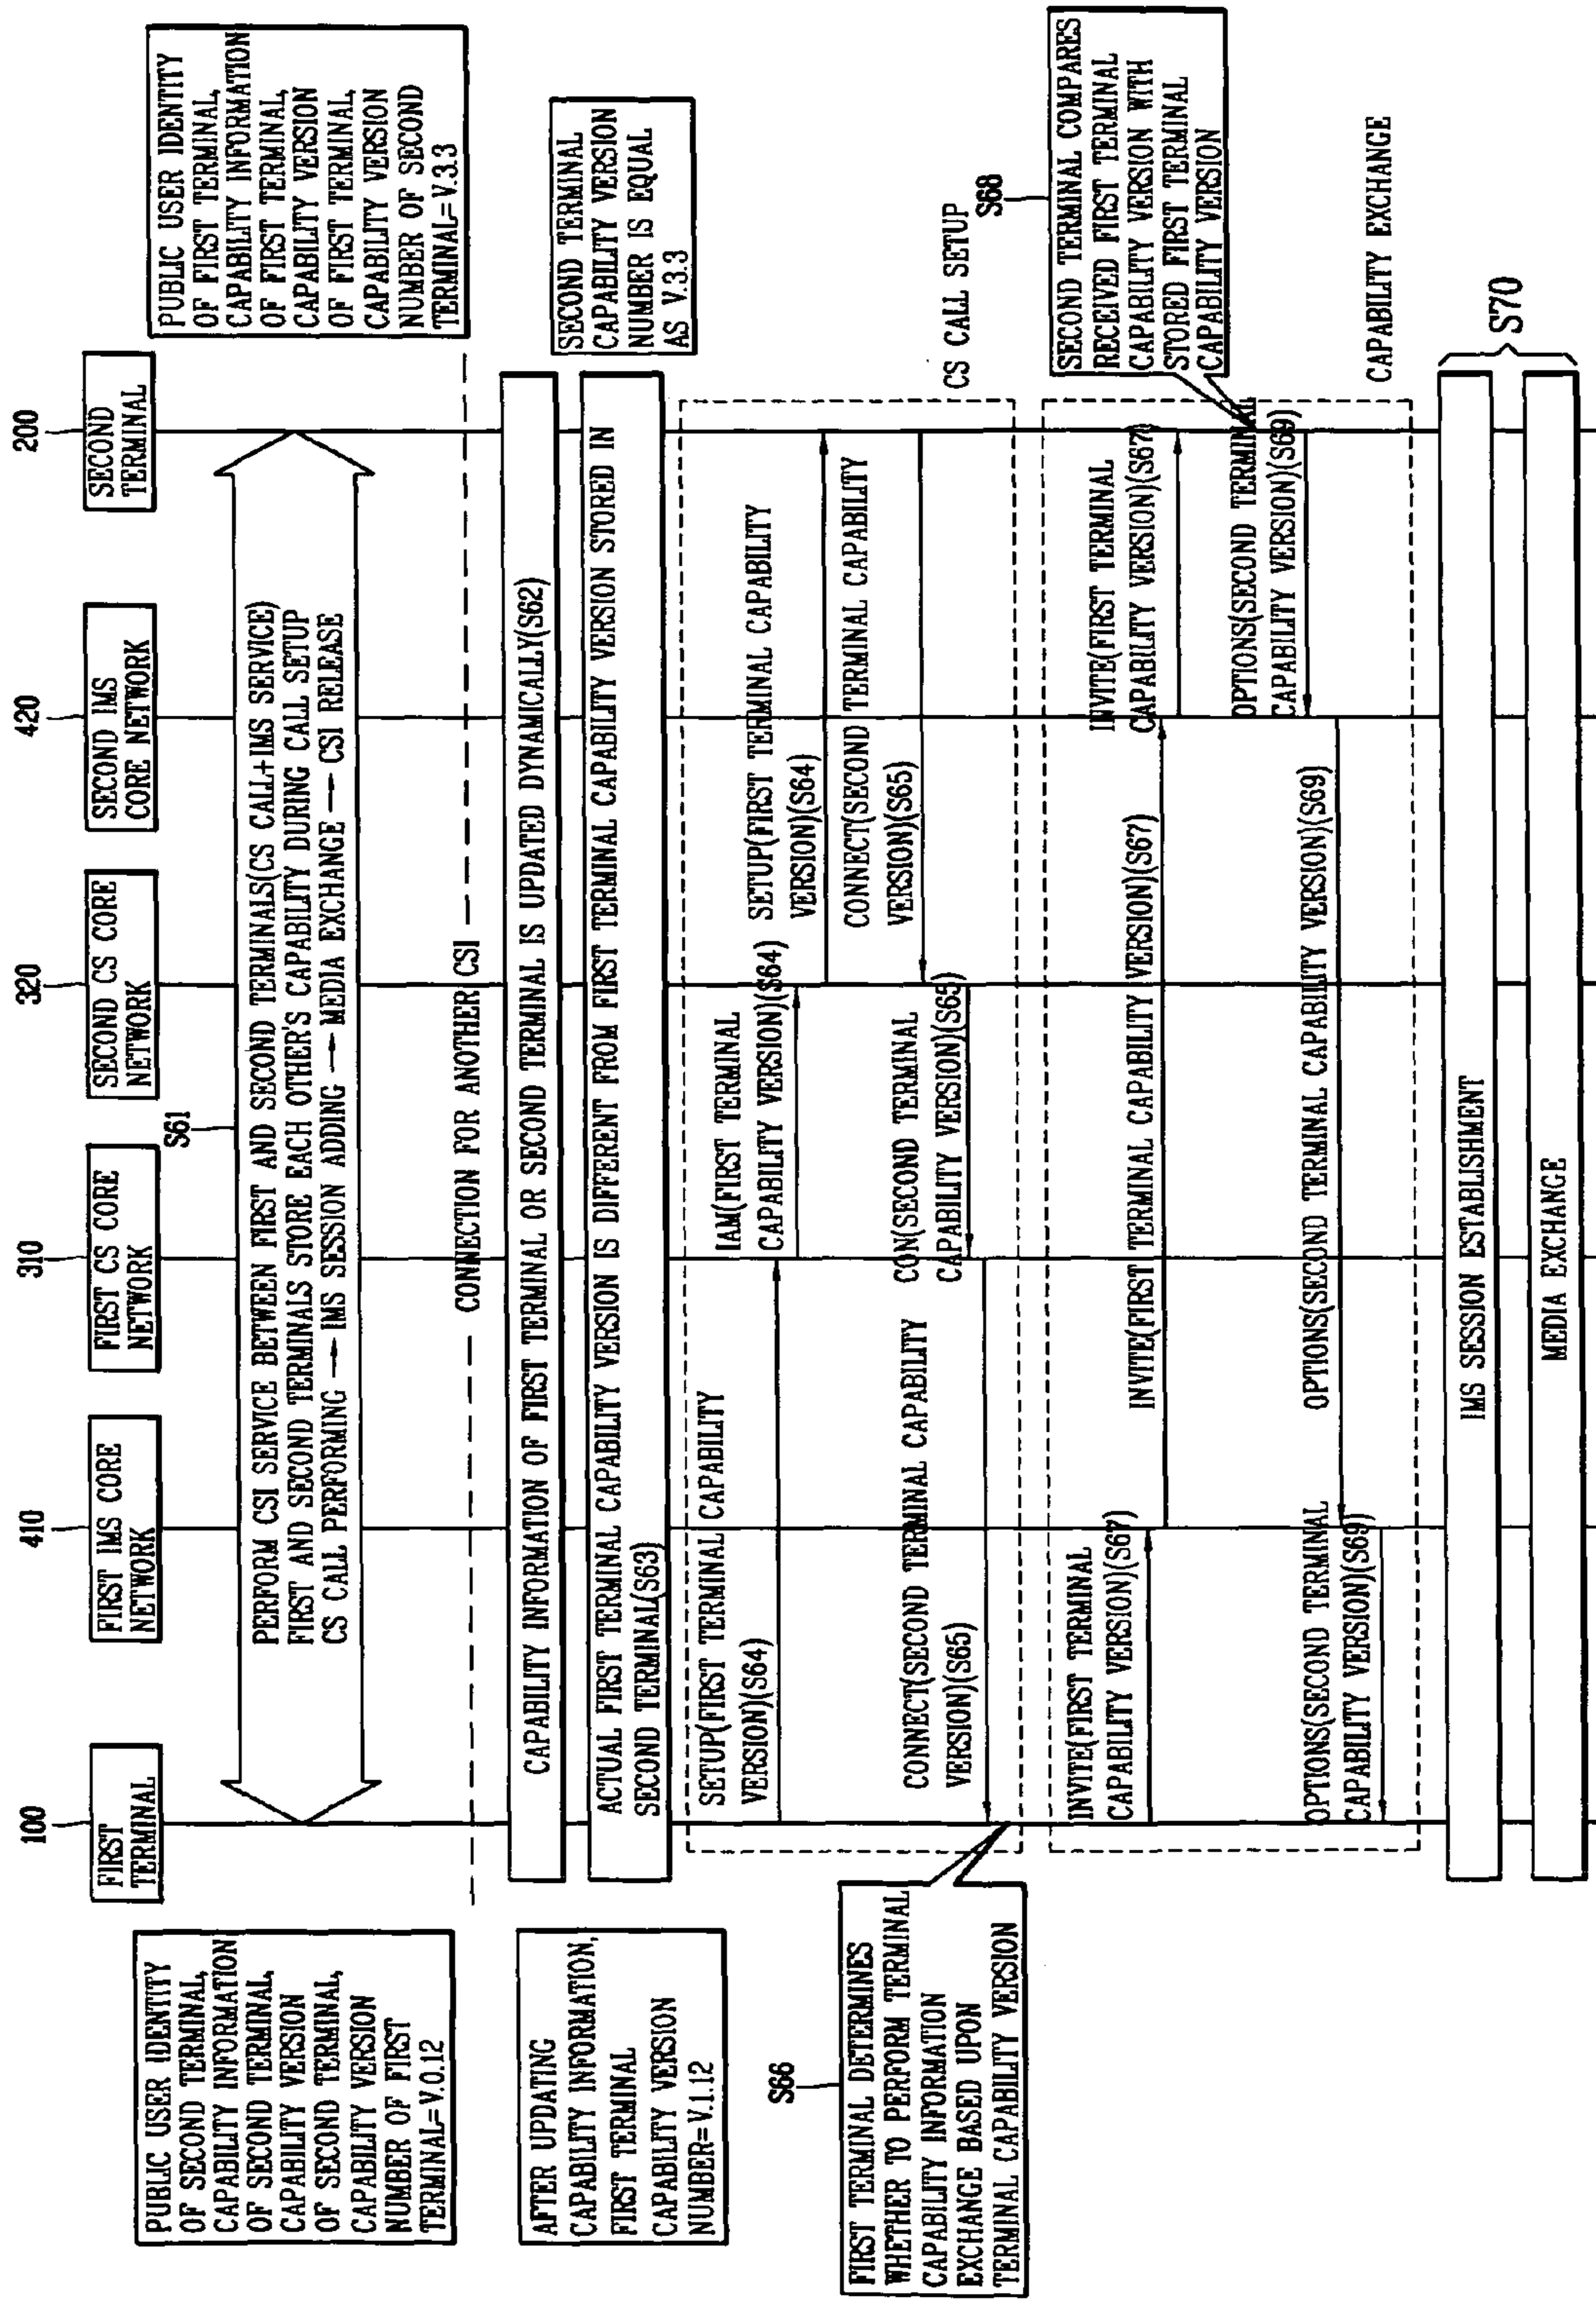 100
410
310
320
420
200
FIRST
TERMINAL
FIRST IMS CORE
NETWORK
FIRST CS CORE
NETWORK
SECOND CS CORE
NETWORK
SECOND IMS
CORE NETWORK
SECOND
TERMINAL
PUBLIC USER IDENTITY
OF SECOND TERMINAL,
CAPABILITY INFORMATION
OF SECOND TERMINAL,
CAPABILITY VERSION
OF SECOND TERMINAL,
CAPABILITY VERSION
NUMBER OF FIRST
TERMINAL=V.0.12
S61
PERFORM CSI SERVICE BETWEEN FIRST AND SECOND TERMINALS(CS CALL+IMS SERVICE)
FIRST AND SECOND TERMINALS STORE EACH OTHER'S CAPABILITY DURING CALL SETUP
CS CALL PERFORMING → IMS SESSION ADDING → MEDIA EXCHANGE → CSI RELEASE
PUBLIC USER IDENTITY
OF FIRST TERMINAL,
CAPABILITY INFORMATION
OF FIRST TERMINAL,
CAPABILITY VERSION
OF FIRST TERMINAL,
CAPABILITY VERSION
NUMBER OF SECOND
TERMINAL=V.3.3
CONNECTION FOR ANOTHER CSI
AFTER UPDATING
CAPABILITY INFORMATION,
FIRST TERMINAL
CAPABILITY VERSION
NUMBER=V.1.12
CAPABILITY INFORMATION OF FIRST TERMINAL OR SECOND TERMINAL IS UPDATED DYNAMICALLY(S62)
ACTUAL FIRST TERMINAL CAPABILITY VERSION IS DIFFERENT FROM FIRST TERMINAL CAPABILITY VERSION STORED IN
SECOND TERMINAL(S63)
SECOND TERMINAL
CAPABILITY VERSION
NUMBER IS EQUAL
AS V.3.3
SETUP(FIRST TERMINAL CAPABILITY
VERSION)(S64)
IAM(FIRST TERMINAL
CAPABILITY VERSION)(S64)
SETUP(FIRST TERMINAL CAPABILITY
VERSION)(S64)
CONNECT(SECOND TERMINAL CAPABILITY
VERSION)(S65)
CON(SECOND TERMINAL
CAPABILITY VERSION)(S65)
CONNECT(SECOND TERMINAL CAPABILITY
VERSION)(S65)
CS CALL SETUP
S66
FIRST TERMINAL DETERMINES
WHETHER TO PERFORM TERMINAL
CAPABILITY INFORMATION
EXCHANGE BASED UPON
TERMINAL CAPABILITY VERSION
S68
SECOND TERMINAL COMPARES
RECEIVED FIRST TERMINAL
CAPABILITY VERSION WITH
STORED FIRST TERMINAL
CAPABILITY VERSION
INVITE(FIRST TERMINAL
CAPABILITY VERSION)(S67)
INVITE(FIRST TERMINAL CAPABILITY VERSION)(S67)
INVITE(FIRST TERMINAL
CAPABILITY VERSION)(S67)
OPTIONS(SECOND TERMINAL
CAPABILITY VERSION)(S69)
OPTIONS(SECOND TERMINAL CAPABILITY VERSION)(S69)
OPTIONS(SECOND TERMINAL
CAPABILITY VERSION)(S69)
CAPABILITY EXCHANGE
IMS SESSION ESTABLISHMENT
MEDIA EXCHANGE
S70